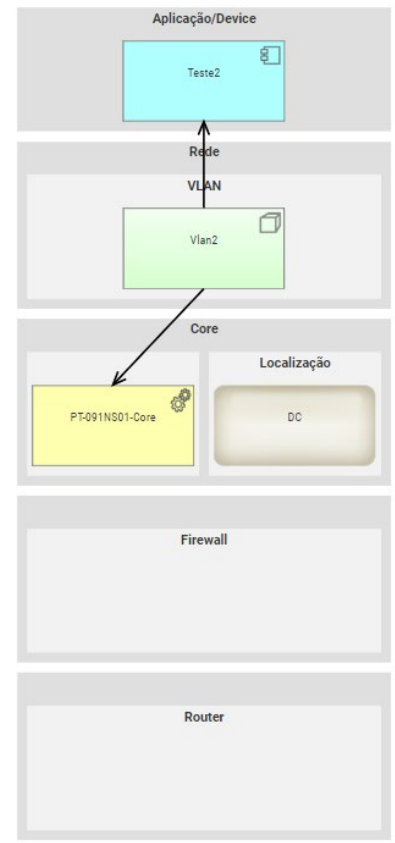 Aplicação/Device
Teste2
Rede
VLAN
Vlan2
Core
Localização
PT-091NS01-Core
DC
Firewall
Router